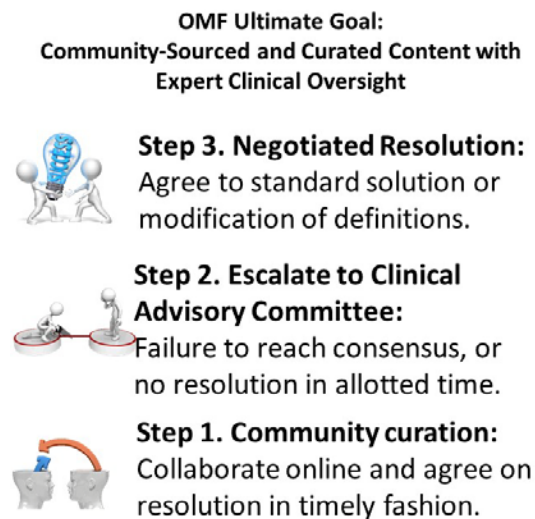 OMF Ultimate Goal:
Community-Sourced and Curated Content with
Expert Clinical Oversight
Step 3. Negotiated Resolution:
Agree to standard solution or
modification of definitions.
Step 2. Escalate to Clinical
Advisory Committee:
Failure to reach consensus, or
no resolution in allotted time.
Step 1. Community curation:
Collaborate online and agree on
resolution in timely fashion.